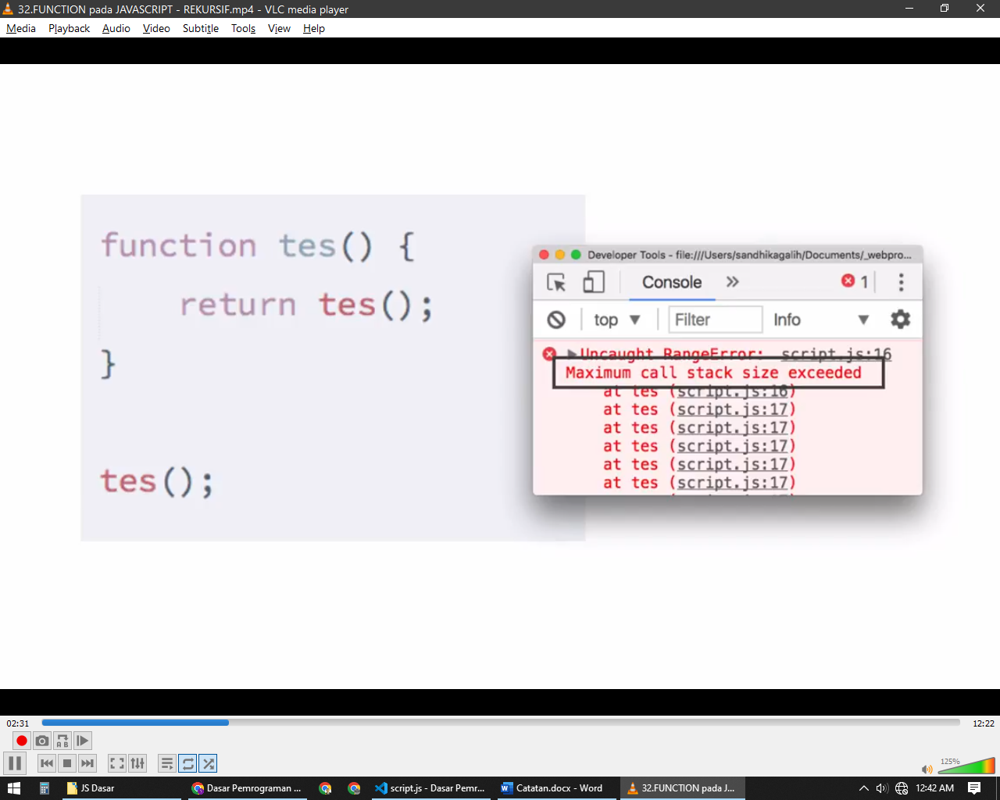 32.FUNCTION pada JAVASCRIPT - REKURSIF.mp4 - VLC media player
Media Playback Audio Video Subtitle Tools View Help
function tes() {
return tes();
}
tes();
Developer Tools - file:///Users/sandhikagalih/Documents/_webpro...
Console » 1
top Filter Info
Uncaught RangeError: script.js:16
Maximum call stack size exceeded
at tes (script.js:16)
at tes (script.js:17)
at tes (script.js:17)
at tes (script.js:17)
at tes (script.js:17)
at tes (script.js:17)
02:31 12:22
A B
125%
JS Dasar Dasar Pemrograman ... script.js - Dasar Pemr... Catatan.docx - Word 32.FUNCTION pada J... 12:42 AM